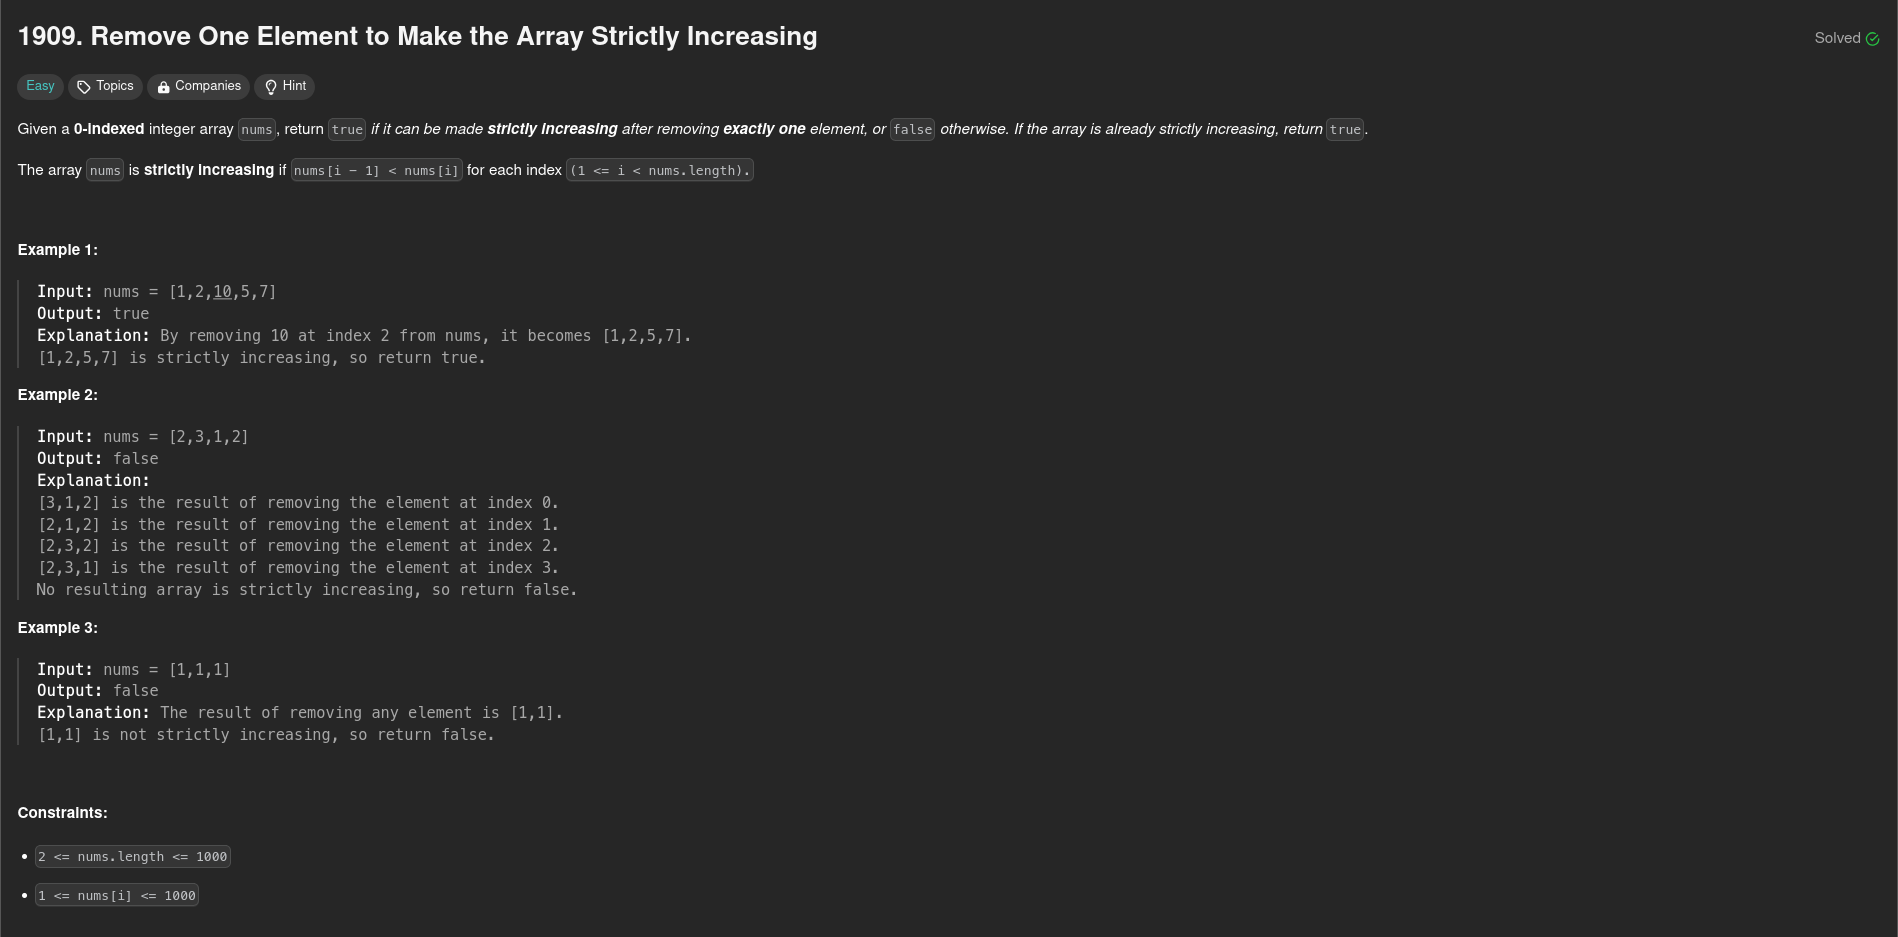 1909. Remove One Element to Make the Array Strictly Increasing
Solved
Easy Topics Companies Hint
Given a 0-indexed integer array nums, return true if it can be made strictly increasing after removing exactly one element, or false otherwise. If the array is already strictly increasing, return true.
The array nums is strictly increasing if nums[i - 1] < nums[i] for each index (1 <= i < nums.length).
Example 1:
Input: nums = [1,2,10,5,7]
Output: true
Explanation: By removing 10 at index 2 from nums, it becomes [1,2,5,7].
[1,2,5,7] is strictly increasing, so return true.
Example 2:
Input: nums = [2,3,1,2]
Output: false
Explanation:
[3,1,2] is the result of removing the element at index 0.
[2,1,2] is the result of removing the element at index 1.
[2,3,2] is the result of removing the element at index 2.
[2,3,1] is the result of removing the element at index 3.
No resulting array is strictly increasing, so return false.
Example 3:
Input: nums = [1,1,1]
Output: false
Explanation: The result of removing any element is [1,1].
[1,1] is not strictly increasing, so return false.
Constraints:
• 2 <= nums.length <= 1000
• 1 <= nums[i] <= 1000